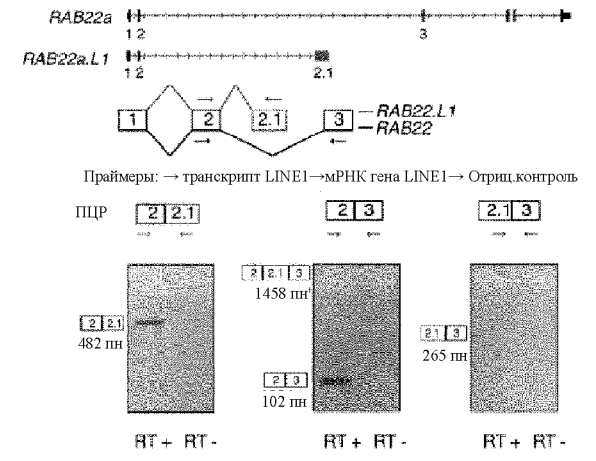 RAB22a
1 2 3
RAB22a.L1
1 2 2.1
1 2 2.1 3
RAB22.L1
RAB22
Праймеры: → транскрипт LINE1→мРНК гена LINE1→ Отриц.контроль
ПЦР
2 2.1
2 3
2.1 3
2 2.1
482 пн
2 2.1 3
1458 пн
2 3
102 пн
2.1 3
265 пн
RT + RT -
RT + RT -
RT + RT -